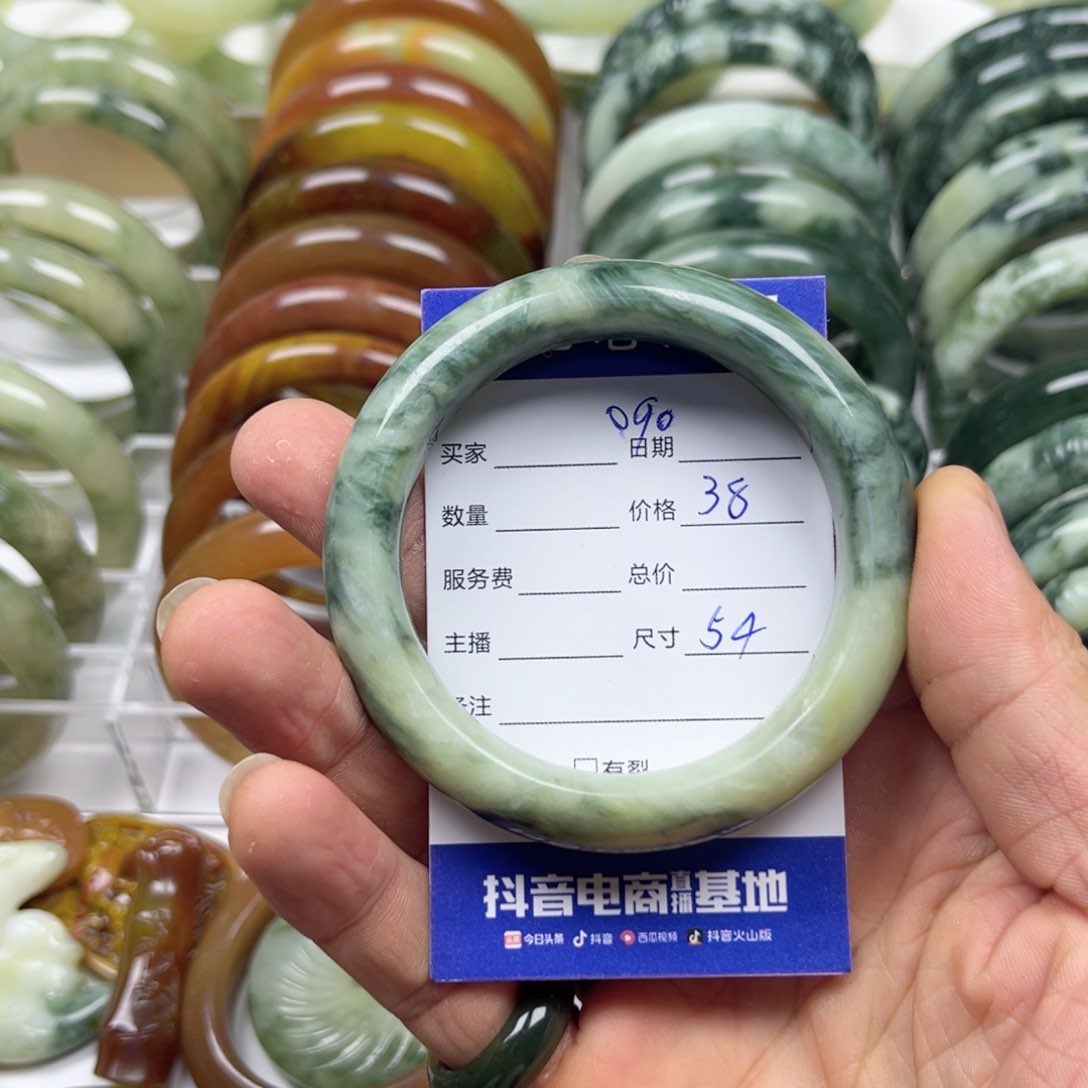 090
买家 日期
数量 价格 38
服务费 总价
主播 尺寸 54
注
有裂
抖音电商直播基地
头条 今日头条 抖音 西瓜视频 抖音火山版